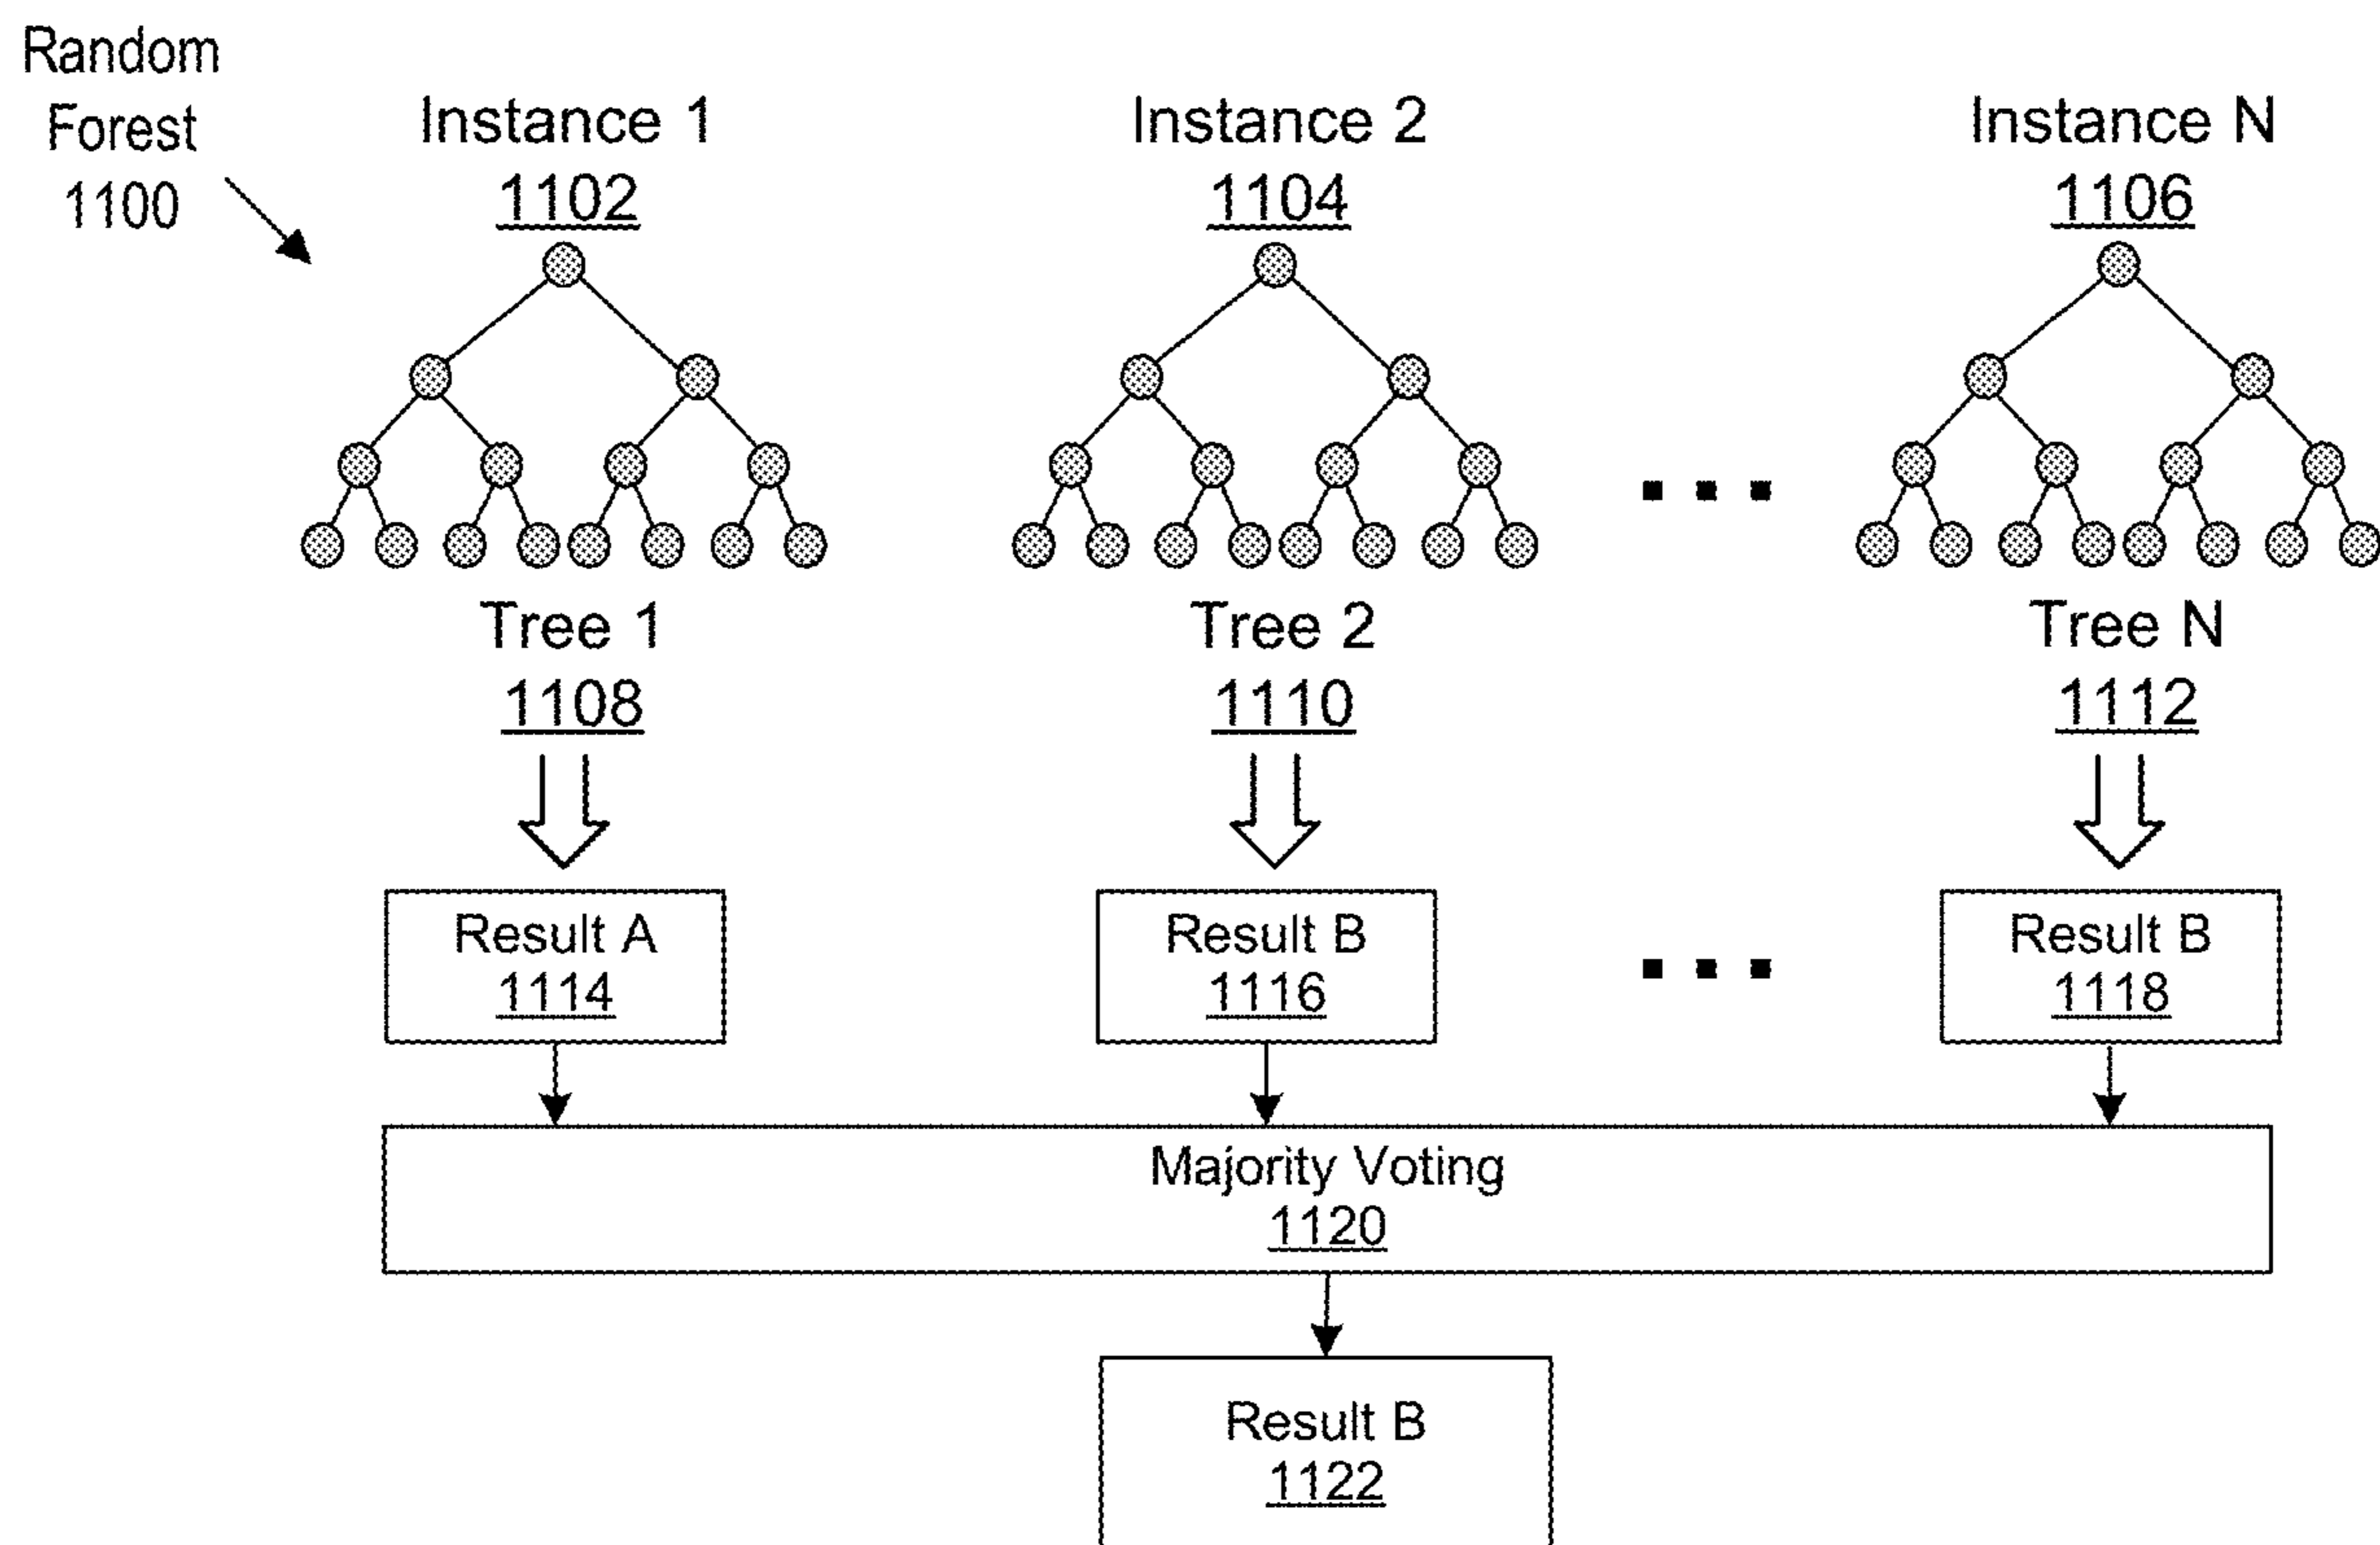 Random
Forest
1100
Instance 1
1102
Instance 2
1104
Instance N
1106
Tree 1
1108
Tree 2
1110
Tree N
1112
Result A
1114
Result B
1116
Result B
1118
Majority Voting
1120
Result B
1122